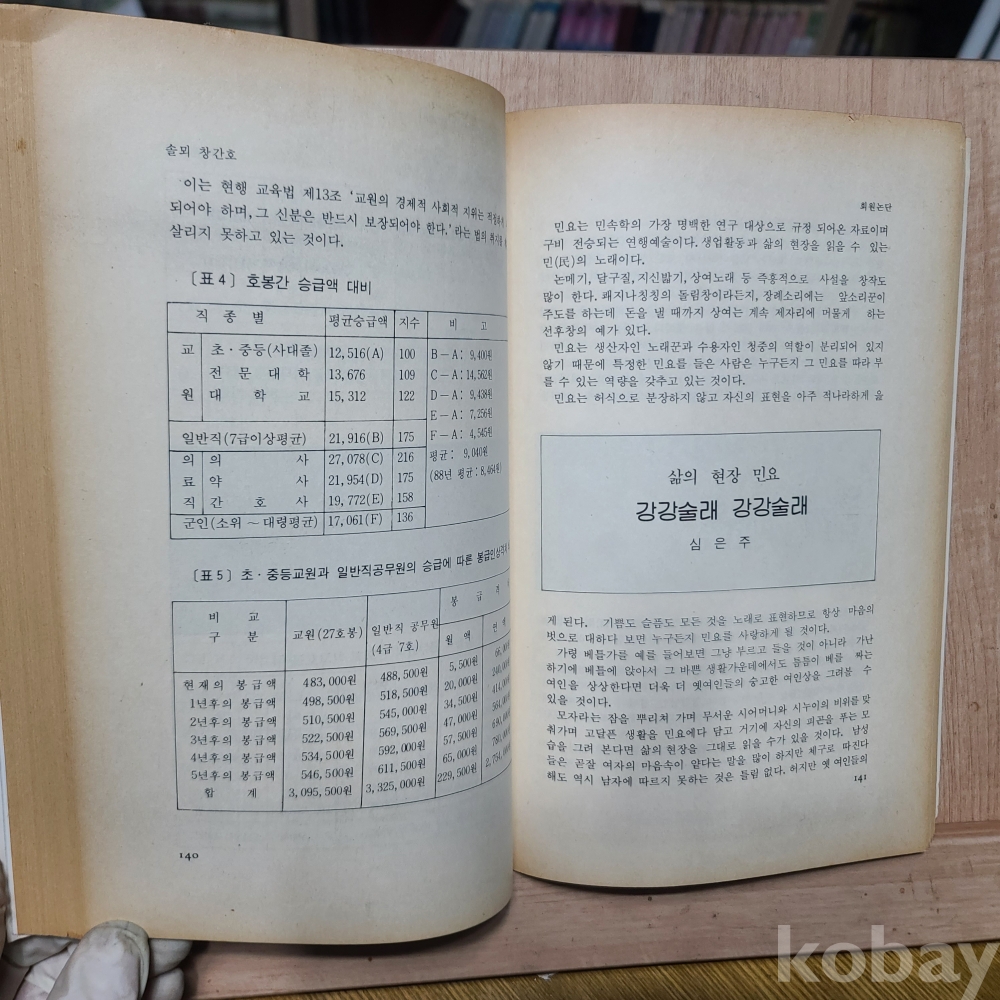 솔뫼 창간호
이는 현행 교육법 제13조 '교원의 경제적 사회적 지위는
되어야 하며, 그 신분은 반드시 보장되어야 한다.'라는 법의
살리지 못하고 있는 것이다.
〔표 4〕 호봉간 승급액 대비
직 종 별 평균승급액 지수 비 고
교 초·중등(사대졸) 12,516(A) 100 B-A: 9,400원
전 문 대 학 13,676 109 C-A:14,562원
원 대 학 교 15,312 122 D-A: 9,438원
E-A: 7,256원
일반직(7급이상평균) 21,916(B) 175 F-A: 4,545원
의 의 사 27,078(C) 216 평균: 9,040원
료 약 사 21,954(D) 175 (88년 평균:8,464원)
직 간 호 사 19,772(E) 158
군인(소위 ~ 대령평균) 17,061(F) 136
〔표 5〕 초·중등교원과 일반직공무원의 승급에 따른
비 교 교원(27호봉) 일반직 공무원 봉 급
구 분 (4급 7호) 월 액
현재의 봉급액 483,000원 488,500원 5,500원
1년후의 봉급액 498,500원 518,500원 20,000원
2년후의 봉급액 510,500원 545,000원 34,500원
3년후의 봉급액 522,500원 569,500원 47,000원
4년후의 봉급액 534,500원 592,000원 57,500원
5년후의 봉급액 546,500원 611,500원 65,000원
합 계 3,095,500원 3,325,000원 229,500원
140
회원논단
민요는 민속학의 가장 명백한 연구 대상으로 규정 되어온 자료이며
구비 전승되는 연행예술이다. 생업활동과 삶의 현장을 읽을 수 있는
민(民)의 노래이다.
논메기, 달구질, 지신밟기, 상여노래 등 즉흥적으로 사설을 창작도
많이 한다. 쾌지나칭칭의 돌림창이라든지, 장례소리에는 앞소리꾼이
주도를 하는데 돈을 낼 때까지 상여는 계속 제자리에 머물게 하는
선후창의 예가 있다.
민요는 생산자인 노래꾼과 수용자인 청중의 역할이 분리되어 있지
않기 때문에 특정한 민요를 들은 사람은 누구든지 그 민요를 따라 부
를 수 있는 역량을 갖추고 있는 것이다.
민요는 허식으로 분장하지 않고 자신의 표현을 아주 적나라하게 을
삶의 현장 민요
강강술래 강강술래
심 은 주
게 된다. 기쁨도 슬픔도 모든 것을 노래로 표현하므로 항상 마음의
벗으로 대하다 보면 누구든지 민요를 사랑하게 될 것이다.
가령 베틀가를 예를 들어보면 그냥 부르고 들을 것이 아니라 가난
하기에 베틀에 앉아서 그 바쁜 생활가운데에서도 틈틈이 베를 짜는
여인을 상상한다면 더욱 더 옛여인들의 숭고한 여인상을 그려봄 수
있을 것이다.
모자라는 잠을 뿌리쳐 가며 무서운 시어머니와 시누이의 비위를 맞
춰가며 고달픈 생활을 민요에다 담고 거기에 자신의 피곤을 푸는 모
습을 그려 본다면 삶의 현장을 그대로 읽을 수가 있을 것이다. 남성
들은 곧잘 여자의 마음속이 얕다는 말을 많이 하지만 체구로 따진다
해도 역시 남자에 따르지 못하는 것은 틀림 없다. 허지만 옛 여인들의
141
kobay